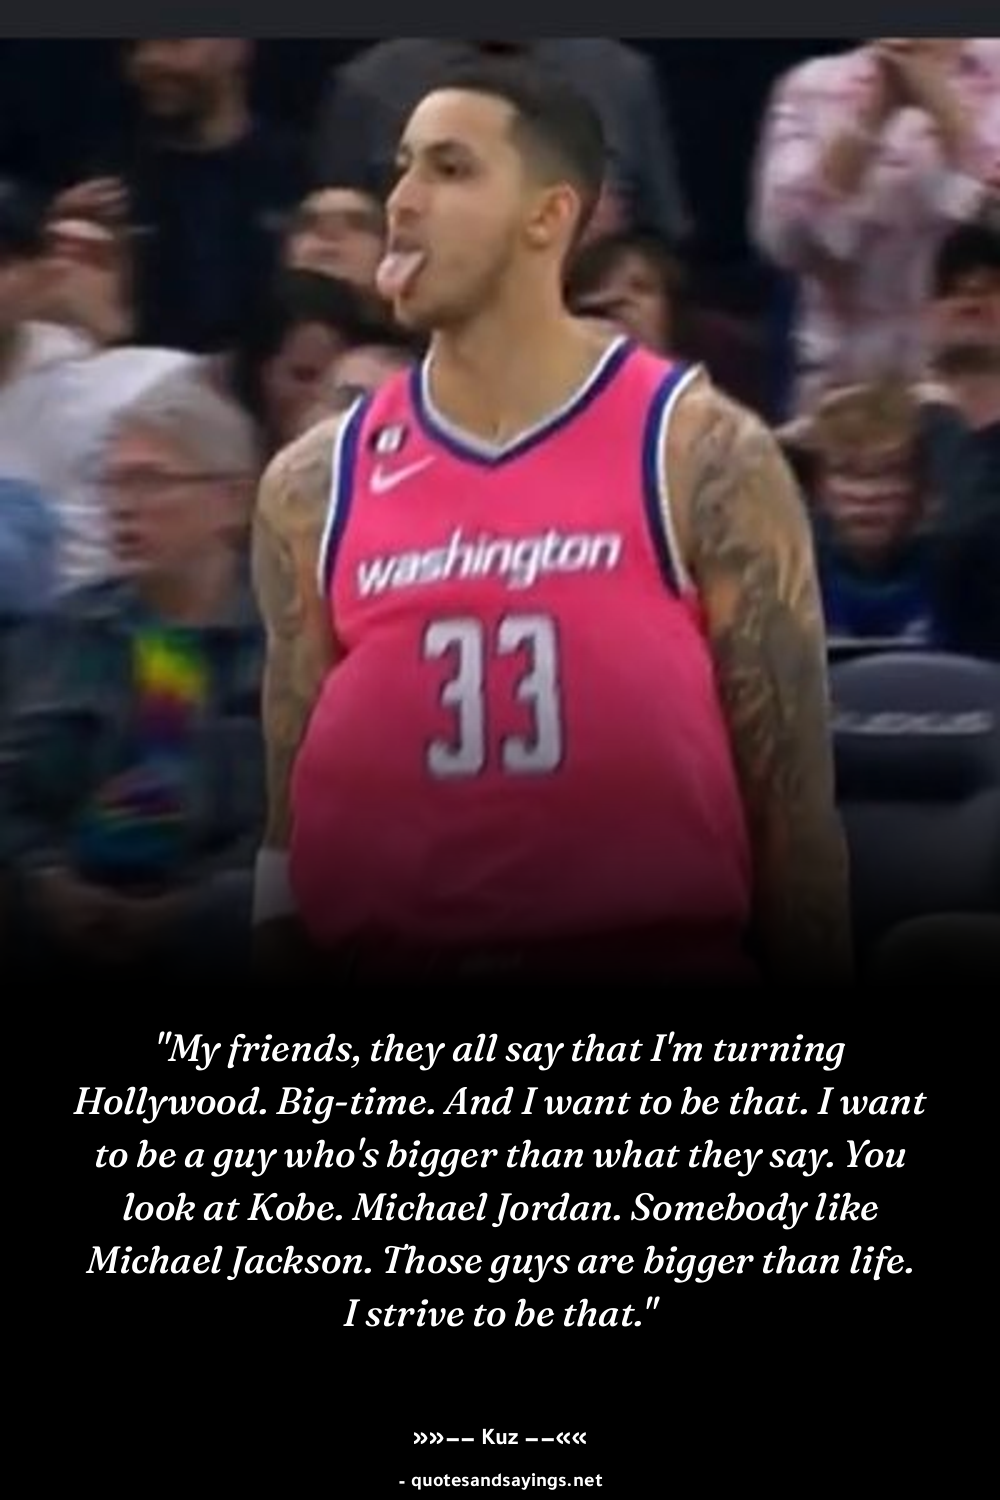 washington
33
LEXUS
"My friends, they all say that I'm turning
Hollywood. Big-time. And I want to be that. I want
to be a guy who's bigger than what they say. You
look at Kobe. Michael Jordan. Somebody like
Michael Jackson. Those guys are bigger than life.
I strive to be that."
»»−− Kuz −−««
- quotesandsayings.net